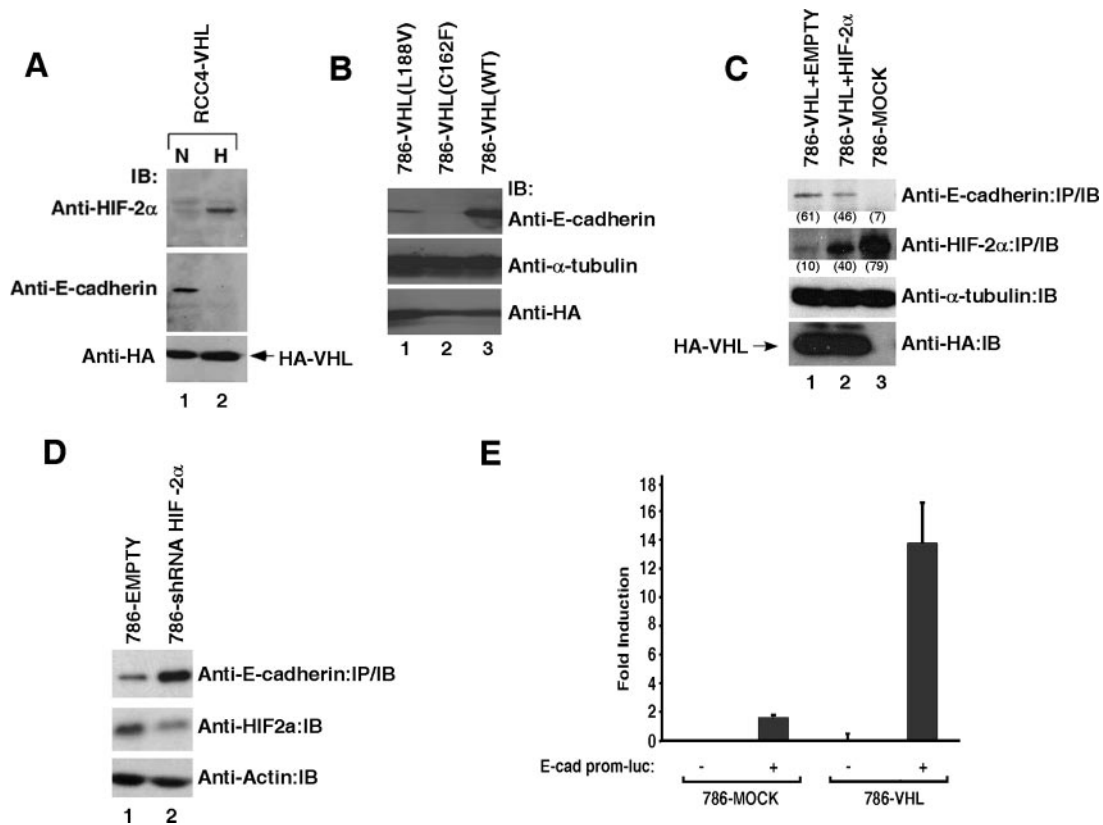 A
RCC4-VHL
N H
IB:
Anti-HIF-2α
Anti-E-cadherin
Anti-HA
HA-VHL
1 2
B
786-VHL(L188V)
786-VHL(C162F)
786-VHL(WT)
IB:
Anti-E-cadherin
Anti-α-tubulin
Anti-HA
1 2 3
C
786-VHL+EMPTY
786-VHL+HIF-2α
786-MOCK
Anti-E-cadherin:IP/IB
(61) (46) (7)
Anti-HIF-2α:IP/IB
(10) (40) (79)
Anti-α-tubulin:IB
HA-VHL
Anti-HA:IB
1 2 3
D
786-EMPTY
786-shRNA HIF -2α
Anti-E-cadherin:IP/IB
Anti-HIF2a:IB
Anti-Actin:IB
1 2
E
Fold Induction
18
16
14
12
10
8
6
4
2
0
E-cad prom-luc: - + - +
786-MOCK 786-VHL